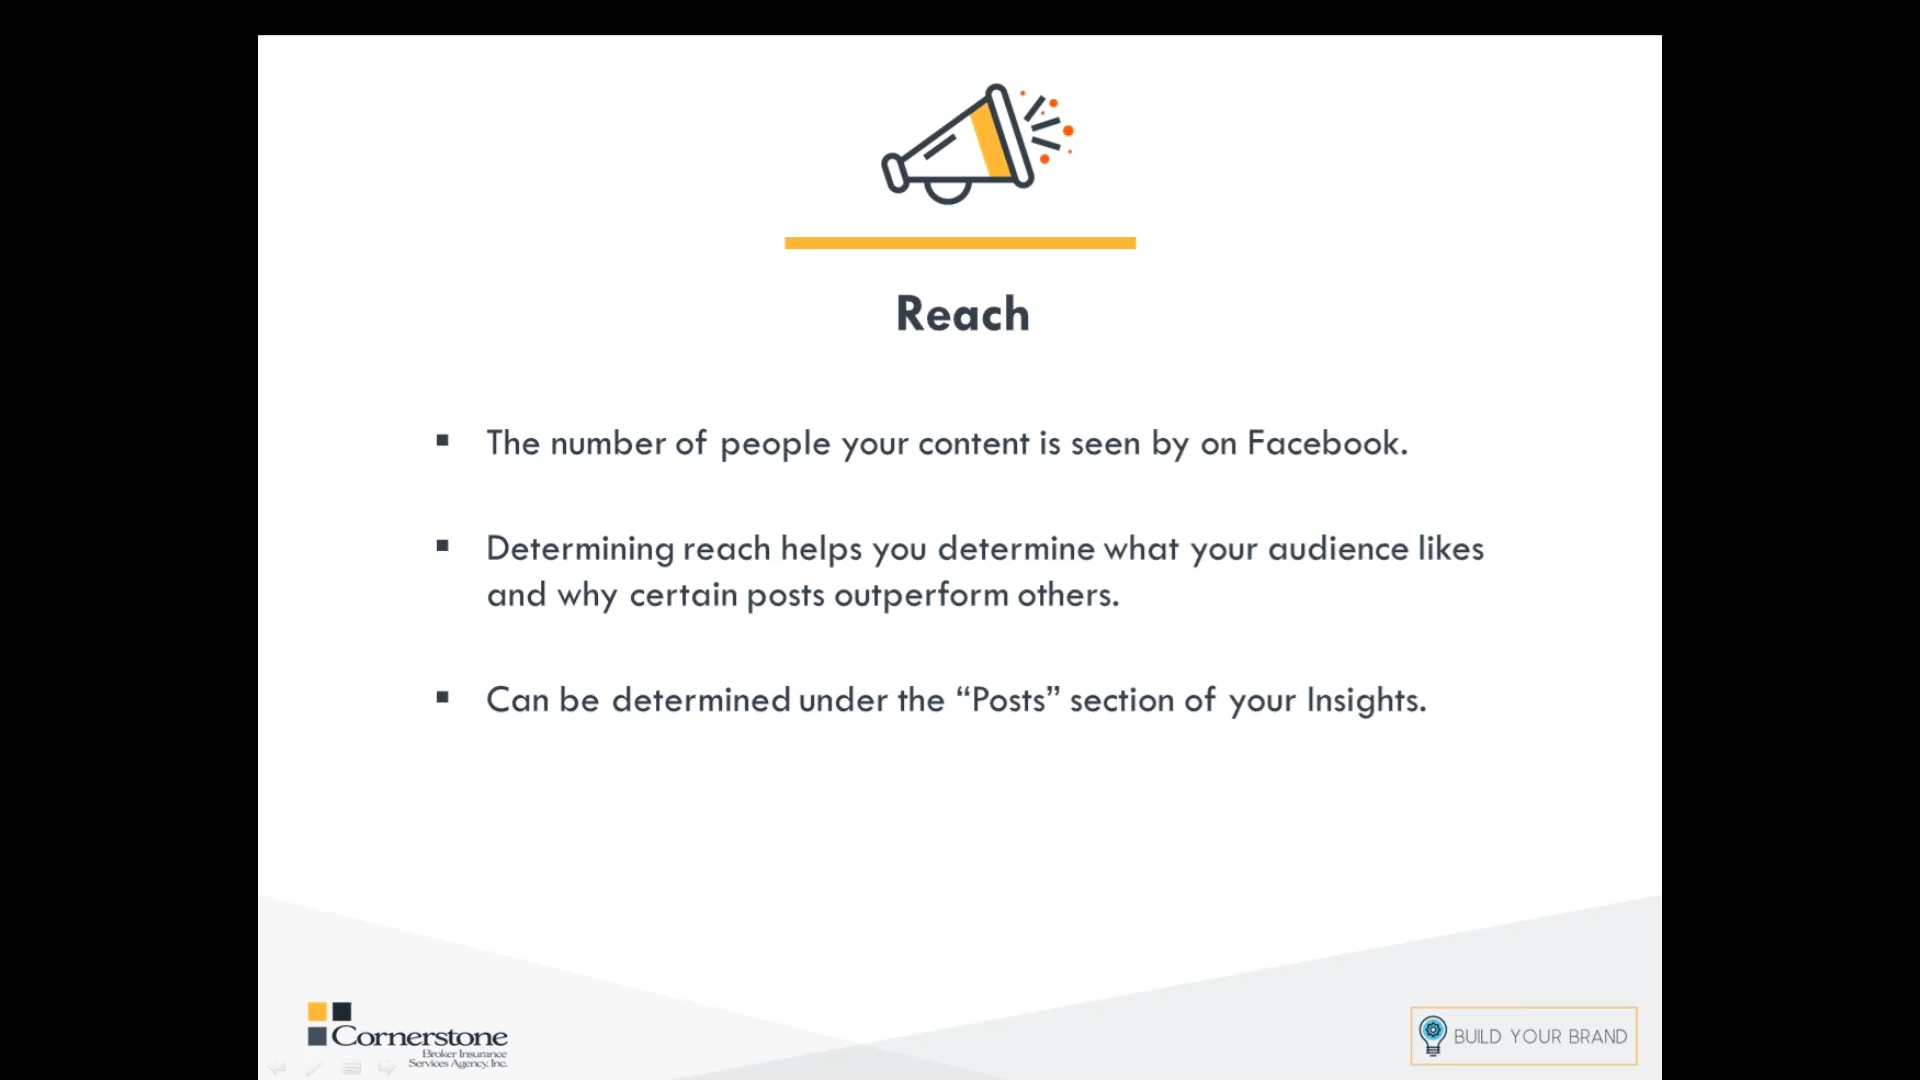 Reach
▪ The number of people your content is seen by on Facebook.
▪ Determining reach helps you determine what your audience likes
and why certain posts outperform others.
▪ Can be determined under the “Posts” section of your Insights.
Cornerstone
Broker Insurance
Services Agency, Inc.
BUILD YOUR BRAND